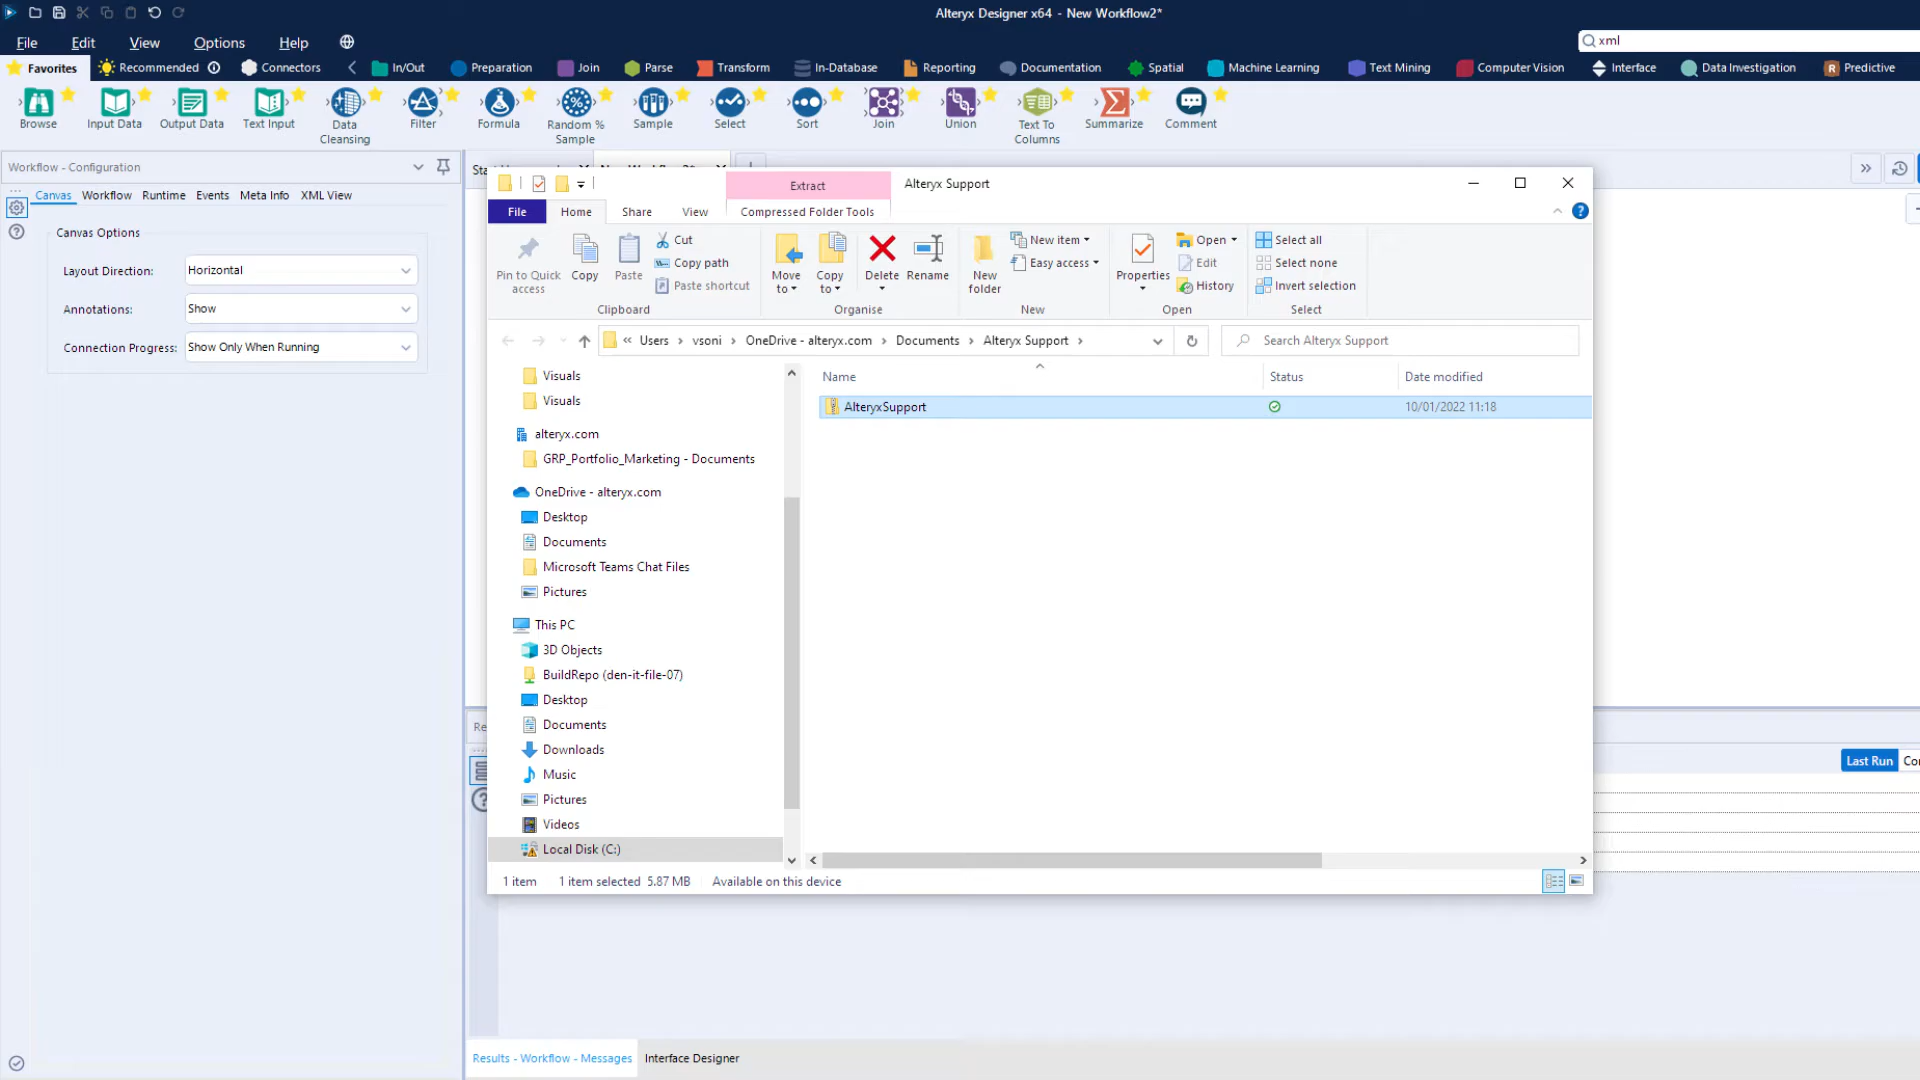 Alteryx Designer x64 - New Workflow2*
File Edit View Options Help
xml
Favorites Recommended Connectors In/Out Preparation Join Parse Transform In-Database Reporting Documentation Spatial Machine Learning Text Mining Computer Vision Interface Data Investigation Predictive
Browse Input Data Output Data Text Input Data Cleansing Filter Formula Random % Sample Sample Select Sort Join Union Text To Columns Summarize Comment
Workflow - Configuration
Canvas Workflow Runtime Events Meta Info XML View
Canvas Options
Layout Direction: Horizontal
Annotations: Show
Connection Progress: Show Only When Running
Extract
Alteryx Support
File Home Share View Compressed Folder Tools
Pin to Quick access
Copy
Paste
Cut
Copy path
Paste shortcut
Clipboard
Move to
Copy to
Delete
Rename
Organise
New folder
New item
Easy access
New
Properties
Open
Edit
History
Open
Select all
Select none
Invert selection
Select
« Users > vsoni > OneDrive - alteryx.com > Documents > Alteryx Support >
Search Alteryx Support
Name Status Date modified
AlteryxSupport 10/01/2022 11:18
Visuals
Visuals
alteryx.com
GRP_Portfolio_Marketing - Documents
OneDrive - alteryx.com
Desktop
Documents
Microsoft Teams Chat Files
Pictures
This PC
3D Objects
BuildRepo (den-it-file-07)
Desktop
Documents
Downloads
Music
Pictures
Videos
Local Disk (C:)
1 item 1 item selected 5.87 MB Available on this device
Last Run
Results - Workflow - Messages Interface Designer